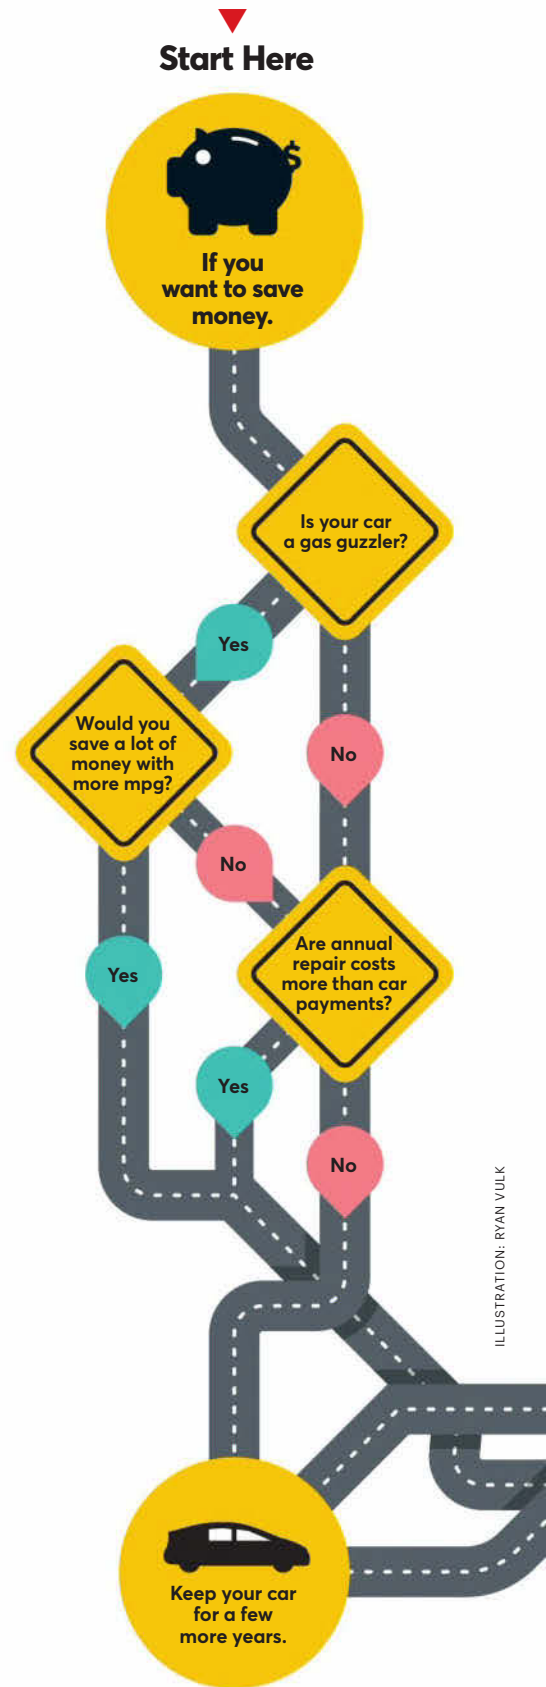 Start Here
$
If you
want to save
money.
Is your car
a gas guzzler?
Yes
Would you
save a lot of
money with
more mpg?
No
No
Are annual
repair costs
more than car
payments?
Yes
Yes
No
ILLUSTRATION: RYAN VULK
Keep your car
for a few
more years.